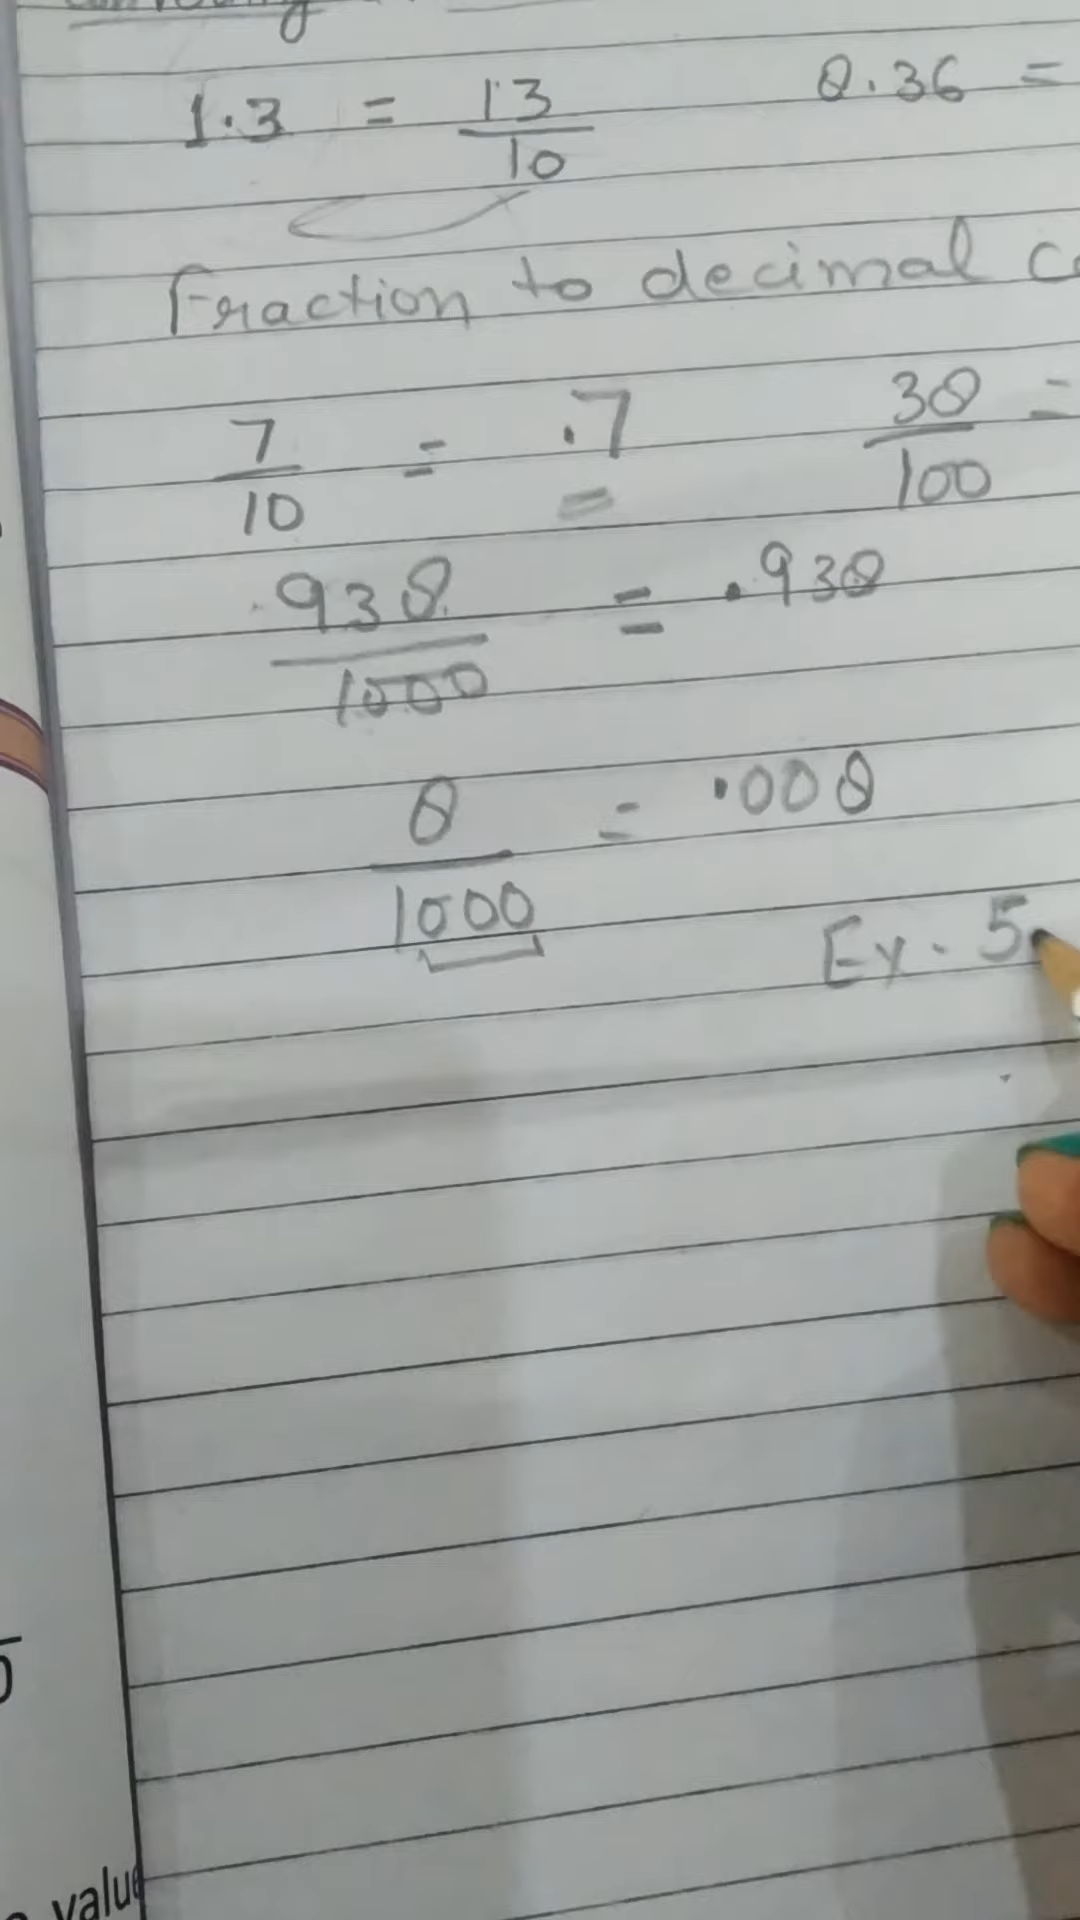 1.3 = 13/10 8.36 =
Fraction to decimal
7/10 = .7 38/100 =
938/1000 = .938
8/1000 = .008
Ex. 5
value